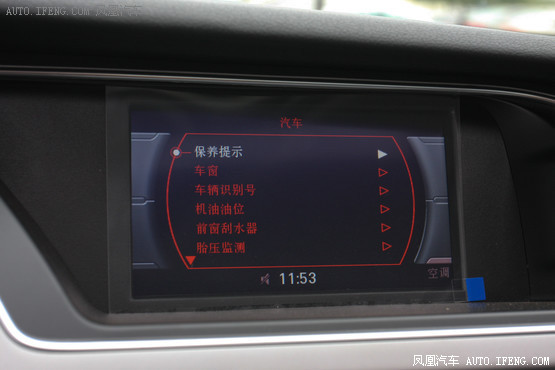 凤凰汽车
AUTO.IFENG.COM
汽车
保养提示
车窗
车辆识别号
机油油位
前窗刮水器
胎压监测
11:53
空调
凤凰汽车 AUTO.IFENG.COM